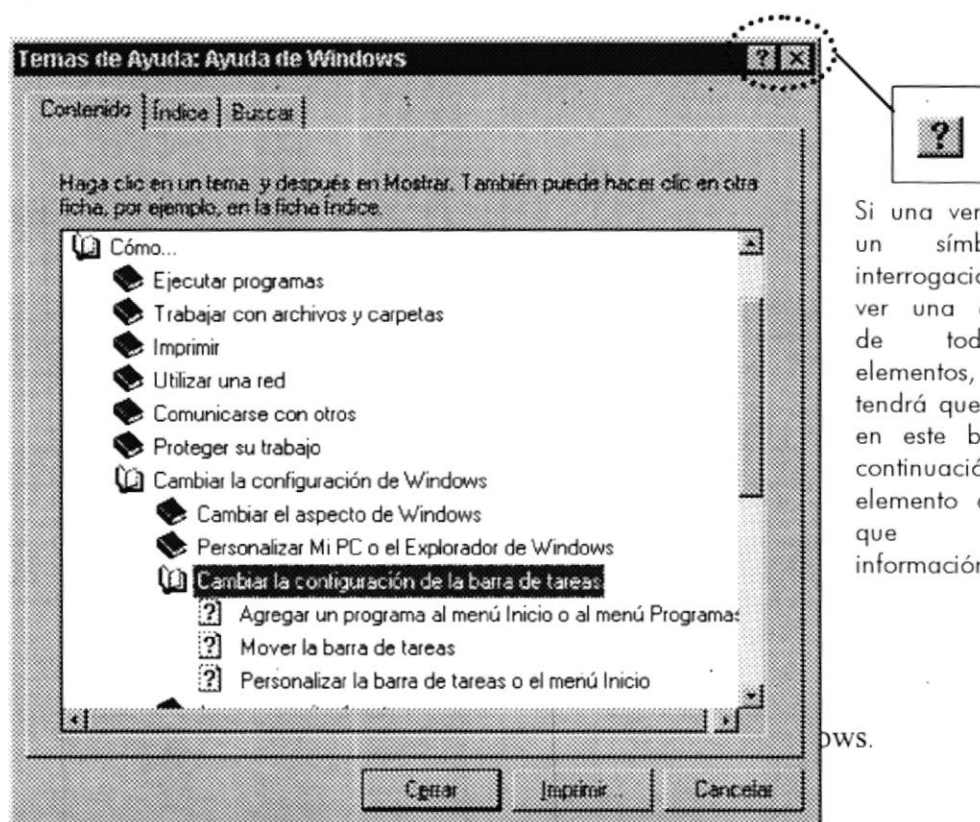 Temas de Ayuda: Ayuda de Windows
? X
Contenido Índice Buscar
Haga clic en un tema y después en Mostrar. También puede hacer clic en otra
ficha, por ejemplo, en la ficha Índice.
Cómo...
Ejecutar programas
Trabajar con archivos y carpetas
Imprimir
Utilizar una red
Comunicarse con otros
Proteger su trabajo
Cambiar la configuración de Windows
Cambiar el aspecto de Windows
Personalizar Mi PC o el Explorador de Windows
Cambiar la configuración de la barra de tareas
? Agregar un programa al menú Inicio o al menú Programas
? Mover la barra de tareas
? Personalizar la barra de tareas o el menú Inicio
Cerrar Imprimir... Cancelar
?
Si una ven
un símb
interrogació
ver una
de tod
elementos,
tendrá que
en este b
continuació
elemento
que
información
ows.